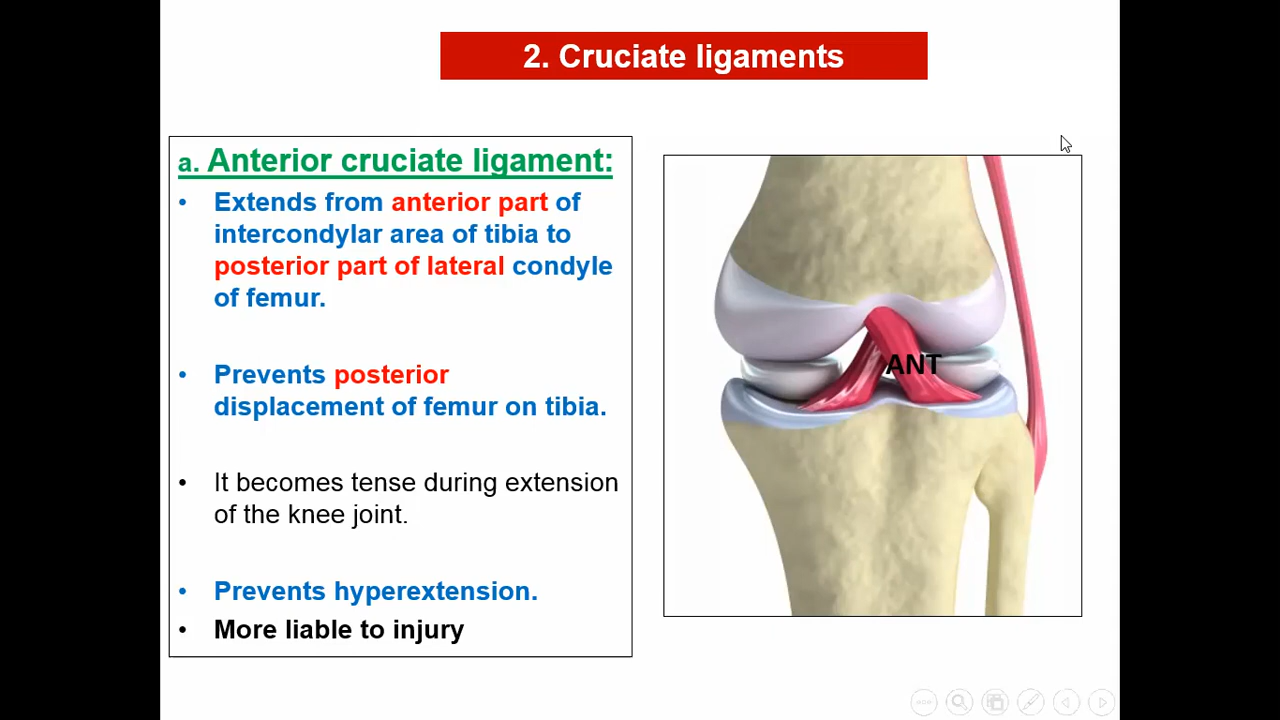 2. Cruciate ligaments
a. Anterior cruciate ligament:
• Extends from anterior part of
intercondylar area of tibia to
posterior part of lateral condyle
of femur.
• Prevents posterior
displacement of femur on tibia.
• It becomes tense during extension
of the knee joint.
• Prevents hyperextension.
• More liable to injury
ANT